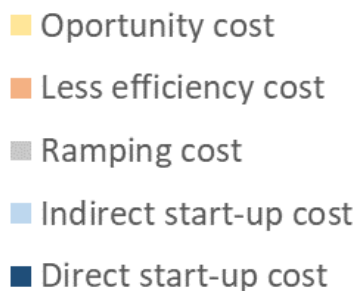 Oportunity cost
Less efficiency cost
Ramping cost
Indirect start-up cost
Direct start-up cost